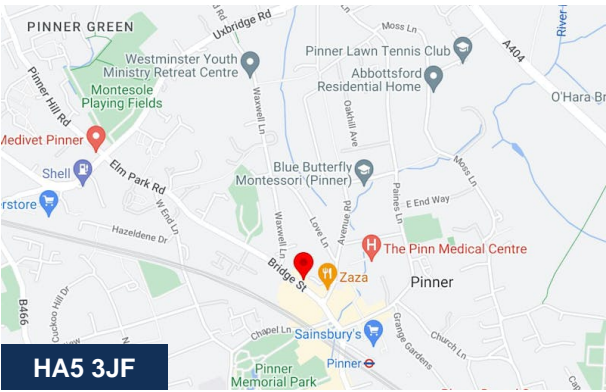 PINNER GREEN
Uxbridge Rd
Rd
Moss Ln
A404
River
Westminster Youth
Ministry Retreat Centre
Pinner Lawn Tennis Club
Abbottsford
Residential Home
Montesole
Playing Fields
Pinner Hill Rd
Waxwell Ln
Oakhill Ave
O'Hara Br
Medivet Pinner
Shell
Elm Park Rd
Blue Butterfly
Montessori (Pinner)
Moss Ln
Paines Ln
E End Way
erstore
W End Ln
Waxwell Ln
Love Ln
Avenue Rd
Hazeldene Dr
The Pinn Medical Centre
Bridge St
Zaza
Pinner
B466
Cuckoo Hill Dr
Chapel Ln
Sainsbury's
Grange Gardens
Church Ln
Pinner
Pinner
Memorial Park
HA5 3JF